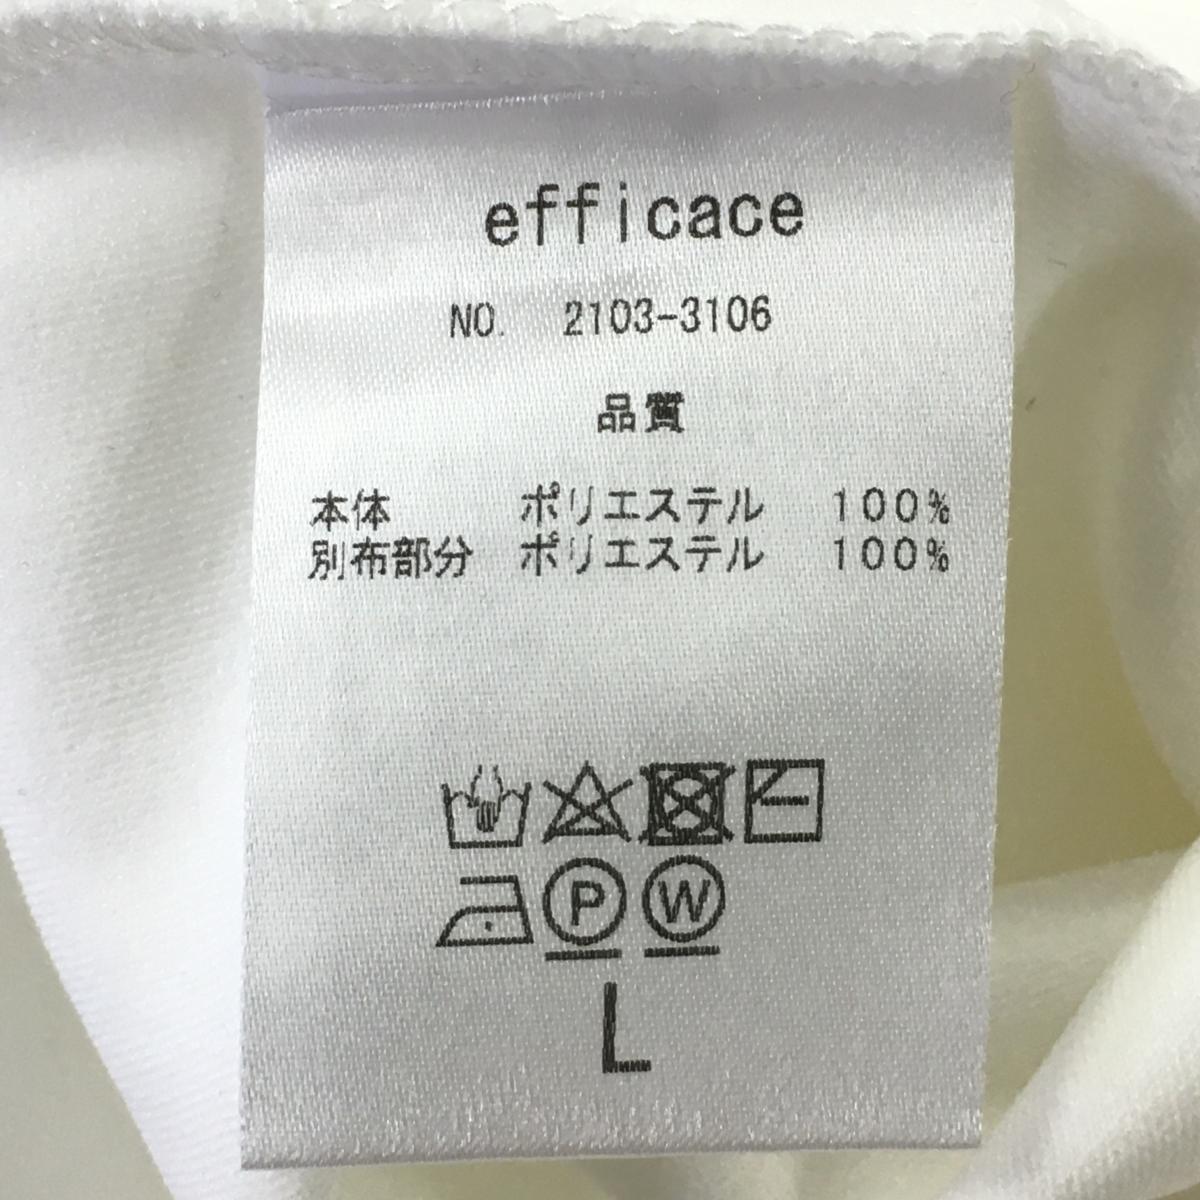 efficace
NO. 2103-3106
品質
本体 ポリエステル 100%
別布部分 ポリエステル 100%
P W
L